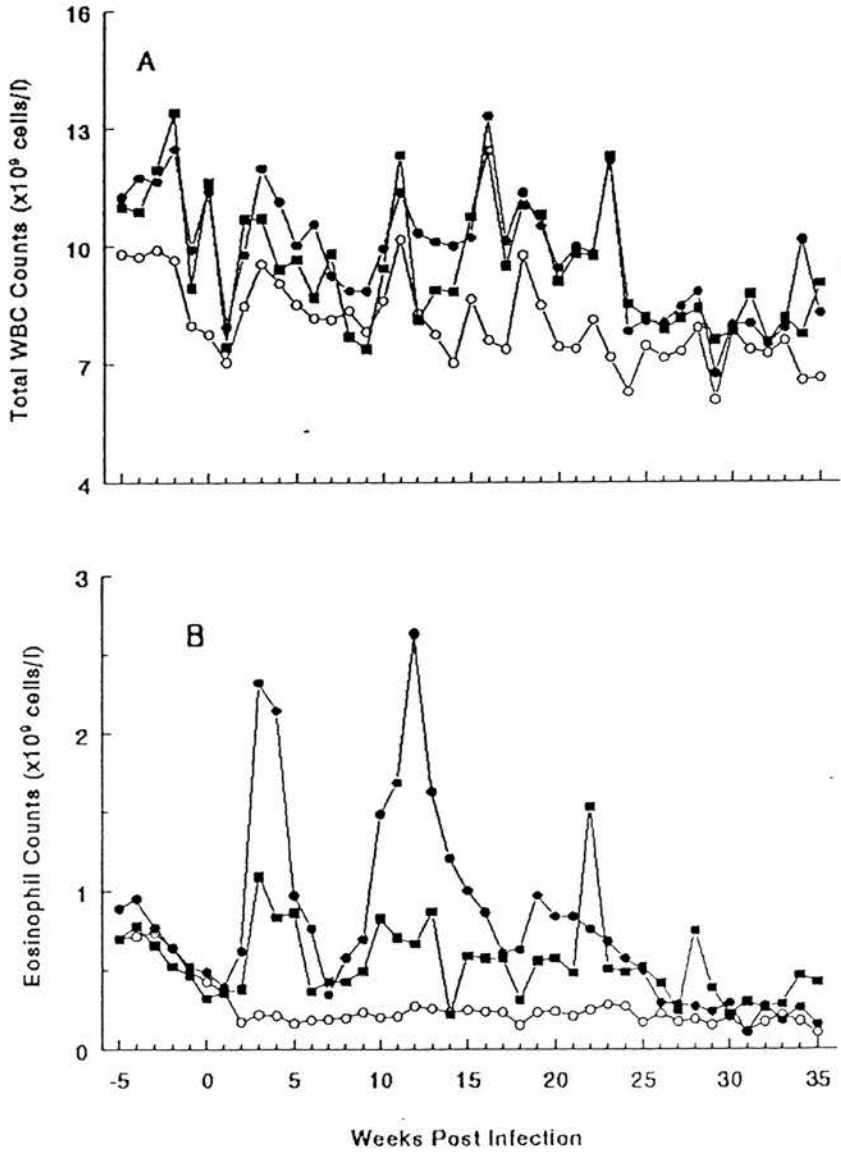 16
13
10
7
4
Total WBC Counts (x10⁹ cells/l)
A
3
2
1
0
Eosinophil Counts (x10⁹ cells/l)
B
-5 0 5 10 15 20 25 30 35
Weeks Post Infection